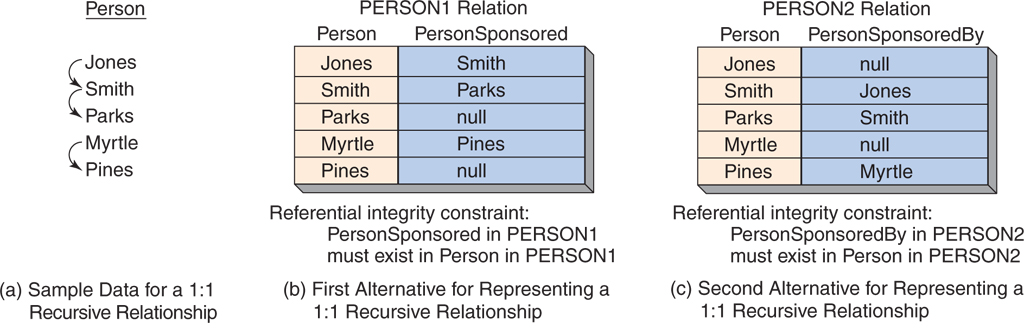 Person
Jones
Smith
Parks
Myrtle
Pines
(a) Sample Data for a 1:1
Recursive Relationship
PERSON1 Relation
Person PersonSponsored
Jones Smith
Smith Parks
Parks null
Myrtle Pines
Pines null
Referential integrity constraint:
PersonSponsored in PERSON1
must exist in Person in PERSON1
(b) First Alternative for Representing a
1:1 Recursive Relationship
PERSON2 Relation
Person PersonSponsoredBy
Jones null
Smith Jones
Parks Smith
Myrtle null
Pines Myrtle
Referential integrity constraint:
PersonSponsoredBy in PERSON2
must exist in Person in PERSON2
(c) Second Alternative for Representing a
1:1 Recursive Relationship